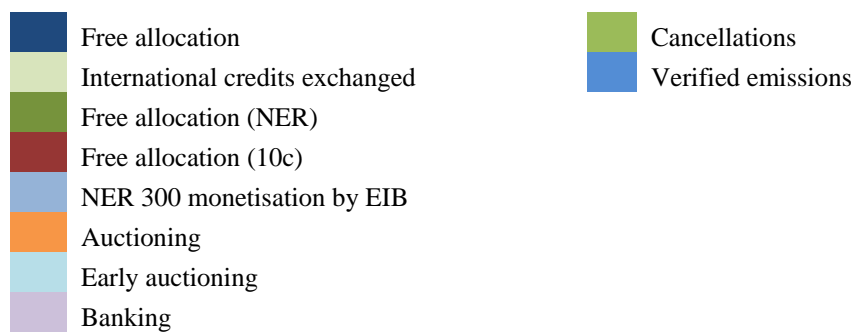 Free allocation
International credits exchanged
Free allocation (NER)
Free allocation (10c)
NER 300 monetisation by EIB
Auctioning
Early auctioning
Banking
Cancellations
Verified emissions